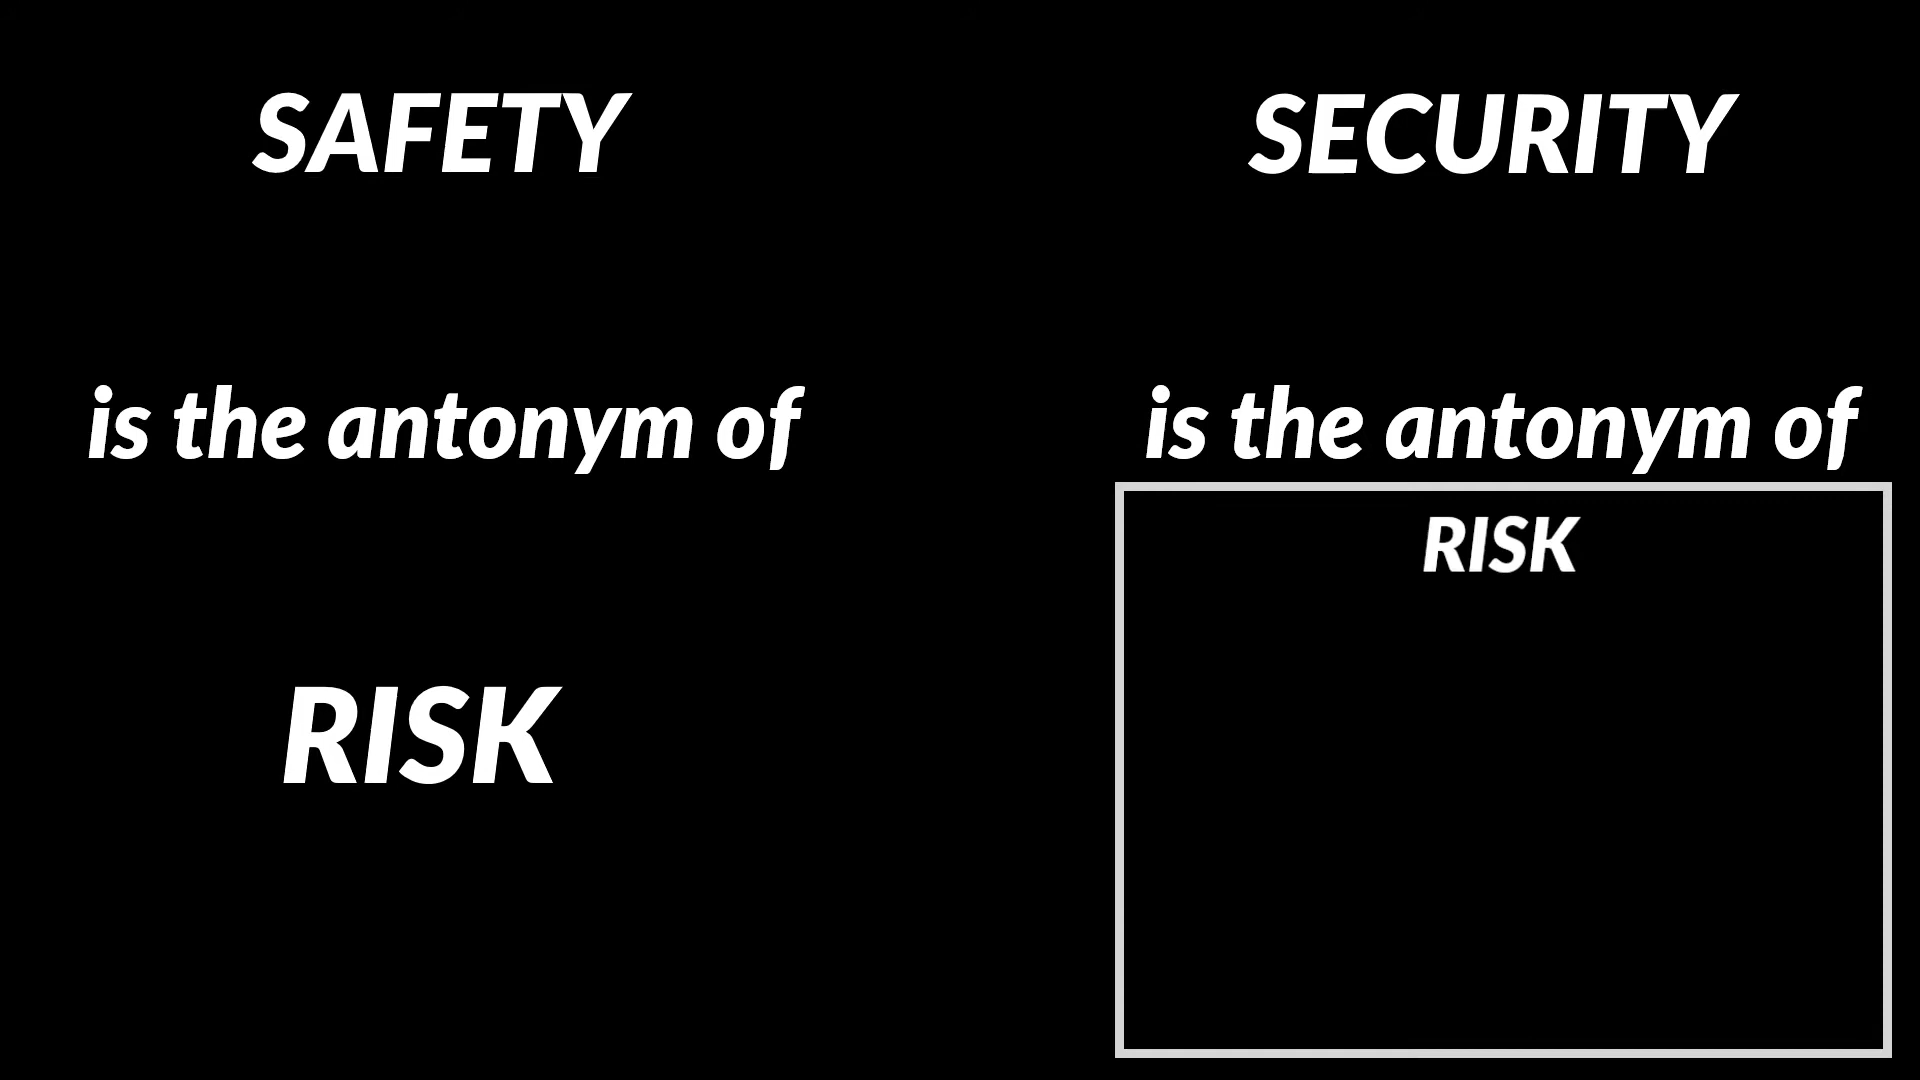 SAFETY
is the antonym of
RISK
SECURITY
is the antonym of
RISK